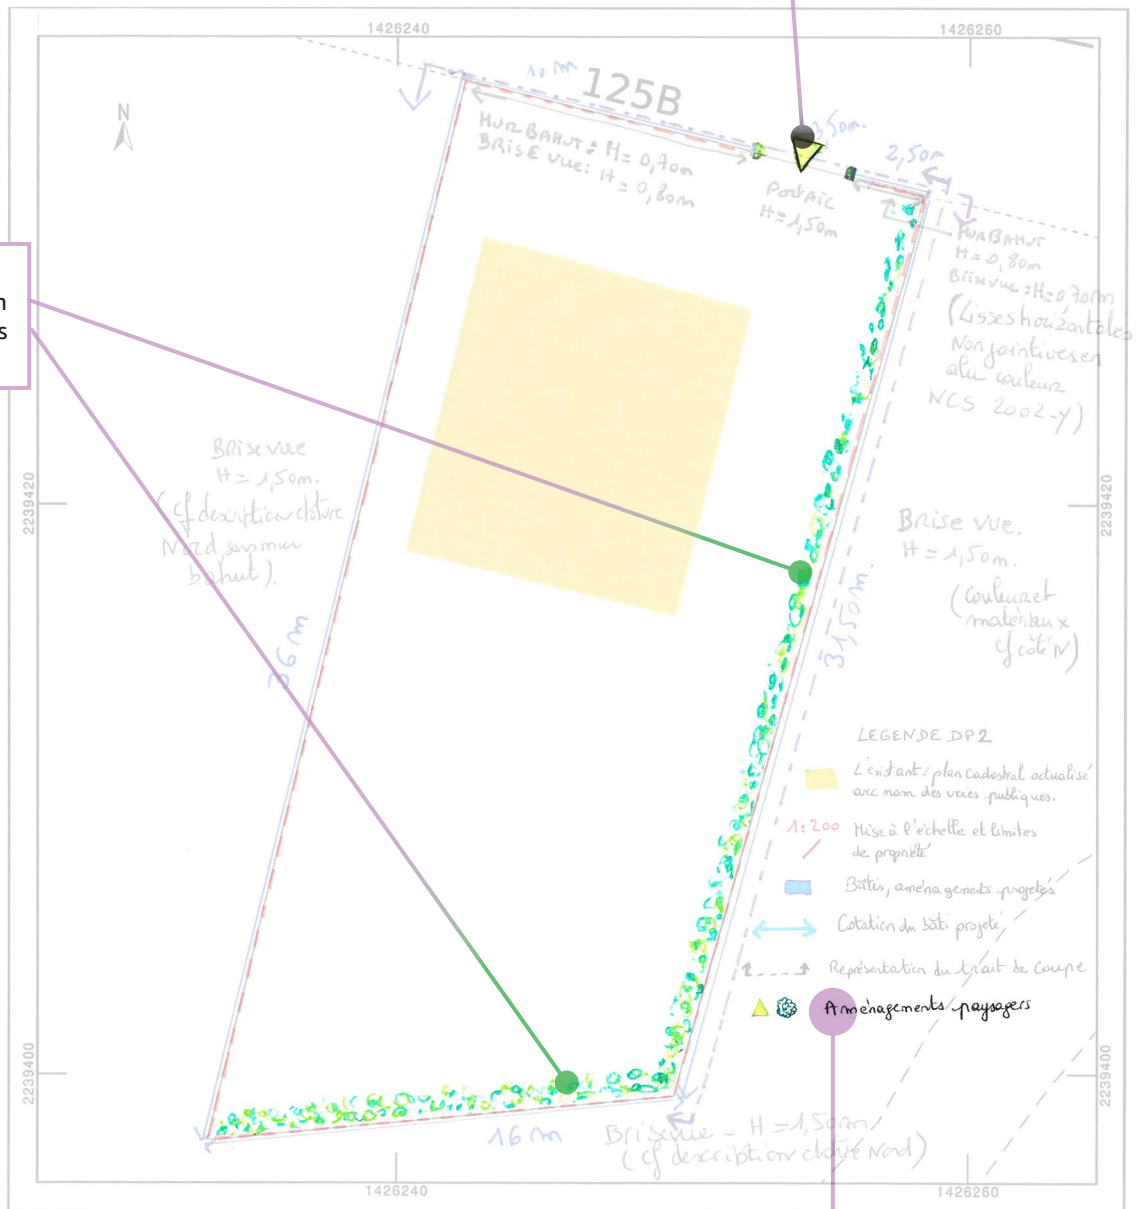 1426240
1426260
10 m
125B
3,50m.
2,50m
N
MUR BAHUT : H = 0,70m
BRISE VUE : H = 0,80m
PORTAIL
H = 1,50m
MUR BAHUT
H = 0,80m
Brise vue : H = 0,70m
(Lisses horizontales
Non jointives en
alu couleur
NCS 2002-Y)
n
s
Brise vue
H = 1,50m.
(cf description clôture
Nord, sans mur
bahut).
2239420
2239420
Brise vue.
H = 1,50m.
(couleur et
matériaux
cf côté N)
36 m
31,50m.
LEGENDE DP2
L'existant : plan cadastral actualisé
avec nom des voies publiques.
1:200 Mise à l'échelle et limites
de propriété
Bâtis, aménagements projetés
Cotation du bâti projeté
Représentation du trait de coupe
Aménagements paysagers
2239400
2239400
16 m
Brise vue - H = 1,50m
(cf description clôture Nord)
1426240
1426260